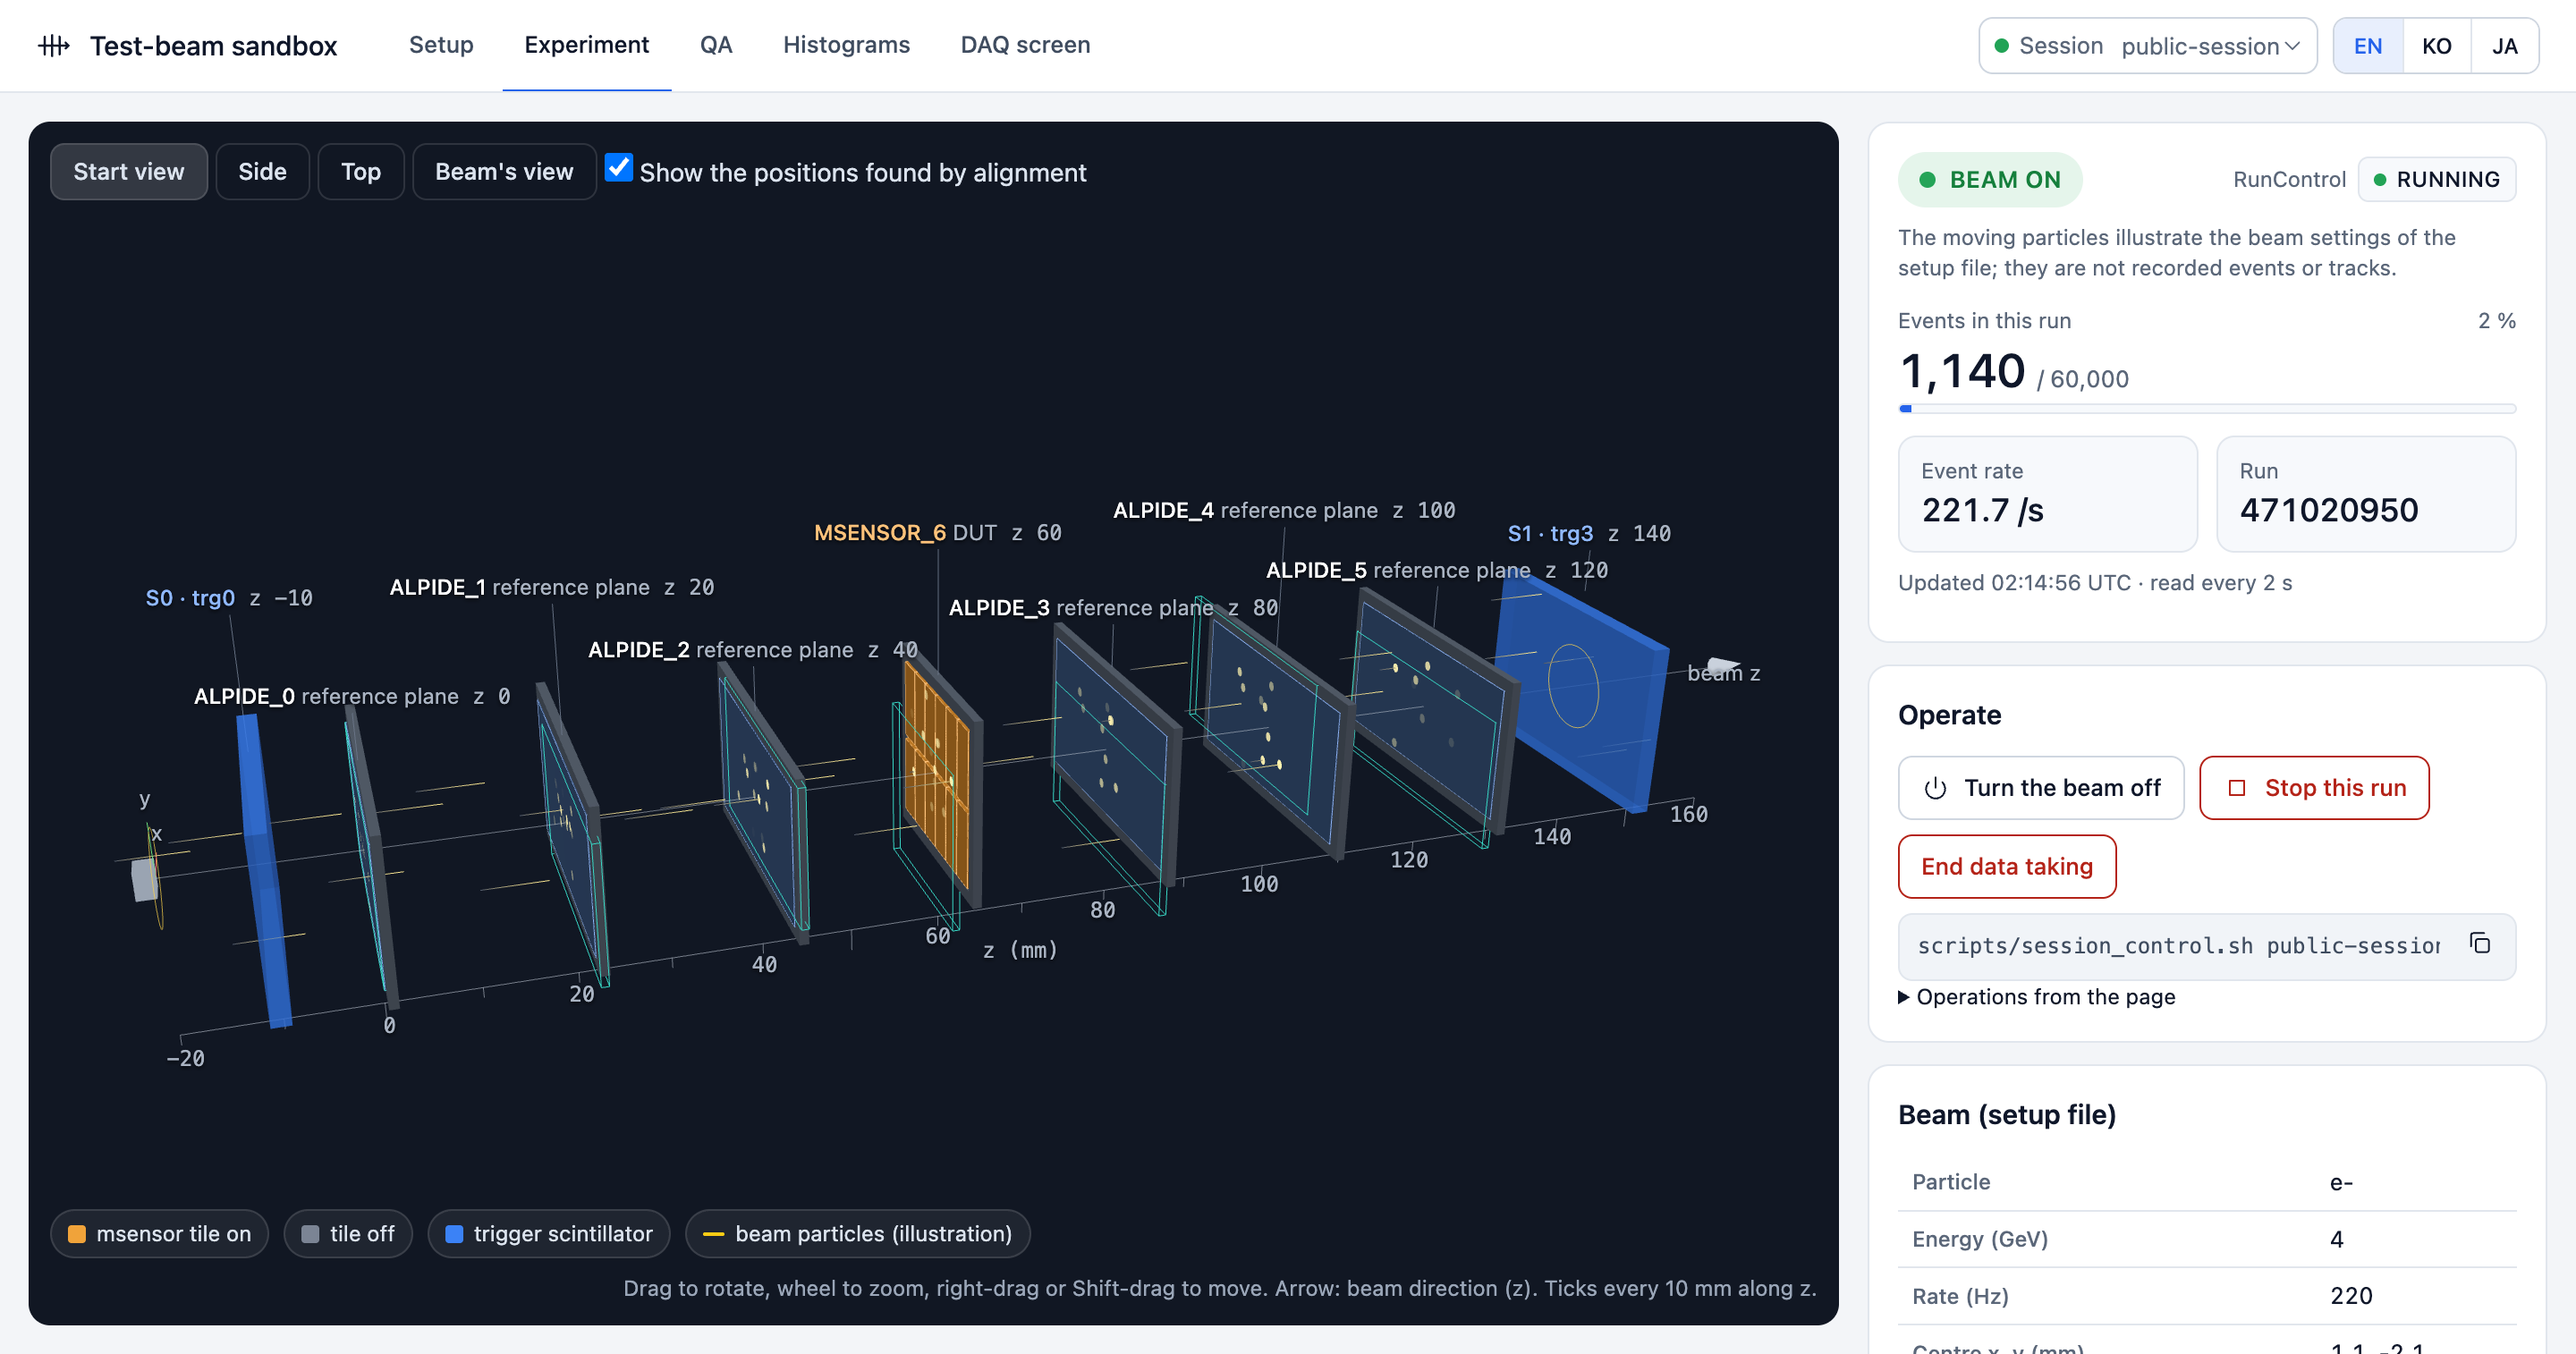 Test-beam sandbox
Setup
Experiment
QA
Histograms
DAQ screen
Session public-session
EN
KO
JA
Start view
Side
Top
Beam's view
Show the positions found by alignment
ALPIDE_4 reference plane z 100
MSENSOR_6 DUT z 60
S1 · trg3 z 140
ALPIDE_5 reference plane z 120
ALPIDE_1 reference plane z 20
S0 · trg0 z −10
ALPIDE_3 reference plane z 80
ALPIDE_2 reference plane z 40
beam z
ALPIDE_0 reference plane z 0
y
x
160
140
120
100
80
60
z (mm)
40
20
0
−20
msensor tile on
tile off
trigger scintillator
beam particles (illustration)
Drag to rotate, wheel to zoom, right-drag or Shift-drag to move. Arrow: beam direction (z). Ticks every 10 mm along z.
BEAM ON
RunControl
RUNNING
The moving particles illustrate the beam settings of the
setup file; they are not recorded events or tracks.
Events in this run
2 %
1,140 / 60,000
Event rate
221.7 /s
Run
471020950
Updated 02:14:56 UTC · read every 2 s
Operate
Turn the beam off
Stop this run
End data taking
scripts/session_control.sh public-session
Operations from the page
Beam (setup file)
Particle
e-
Energy (GeV)
4
Rate (Hz)
220
Centre x, y (mm)
1.1, -2.1